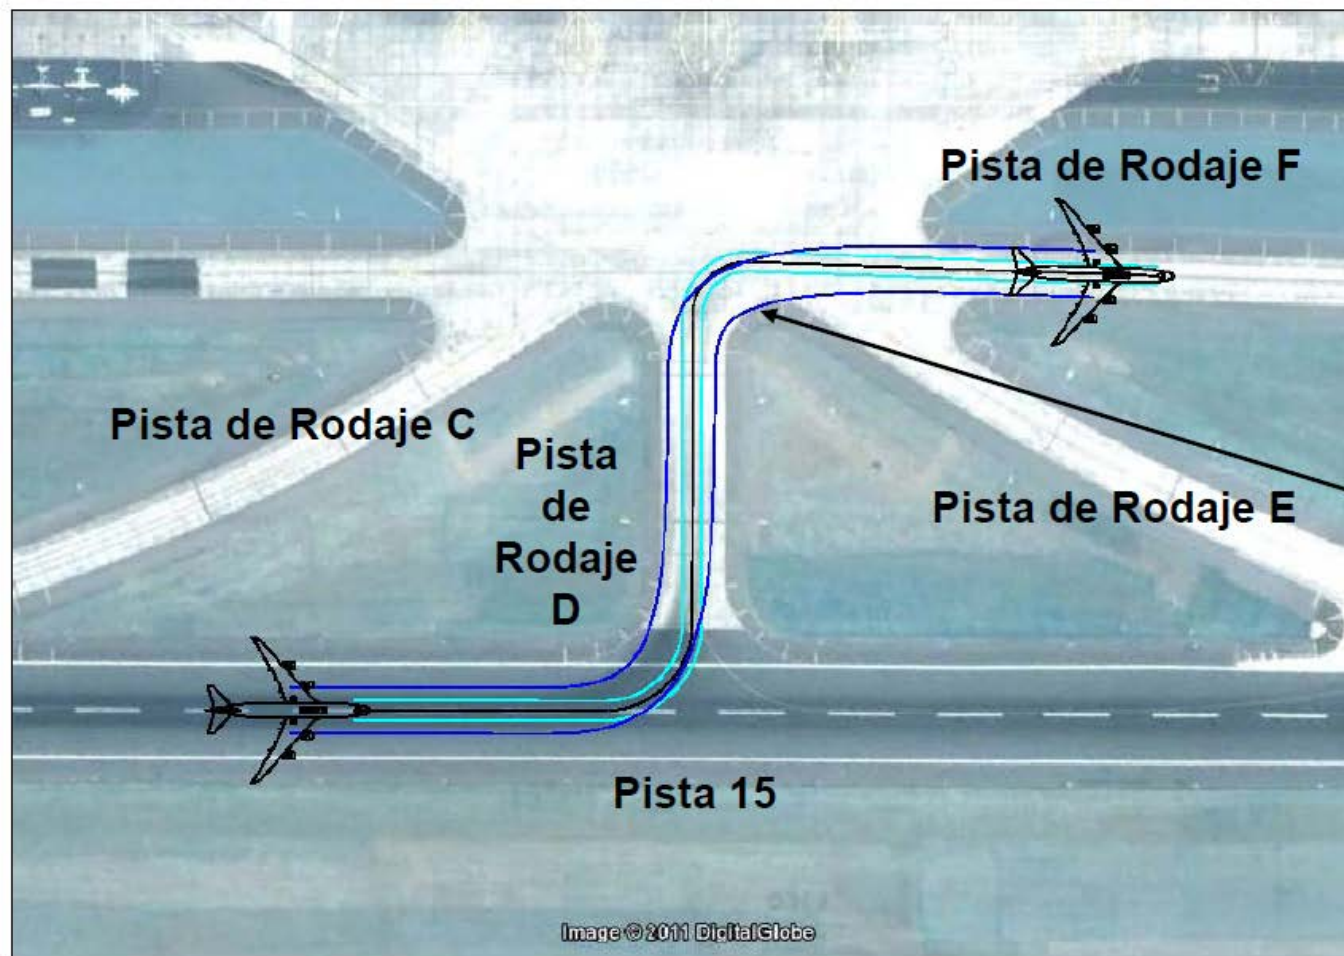 Pista de Rodaje F
Pista de Rodaje C
Pista
de
Rodaje
D
Pista de Rodaje E
Pista 15
Image © 2011 DigitalGlobe